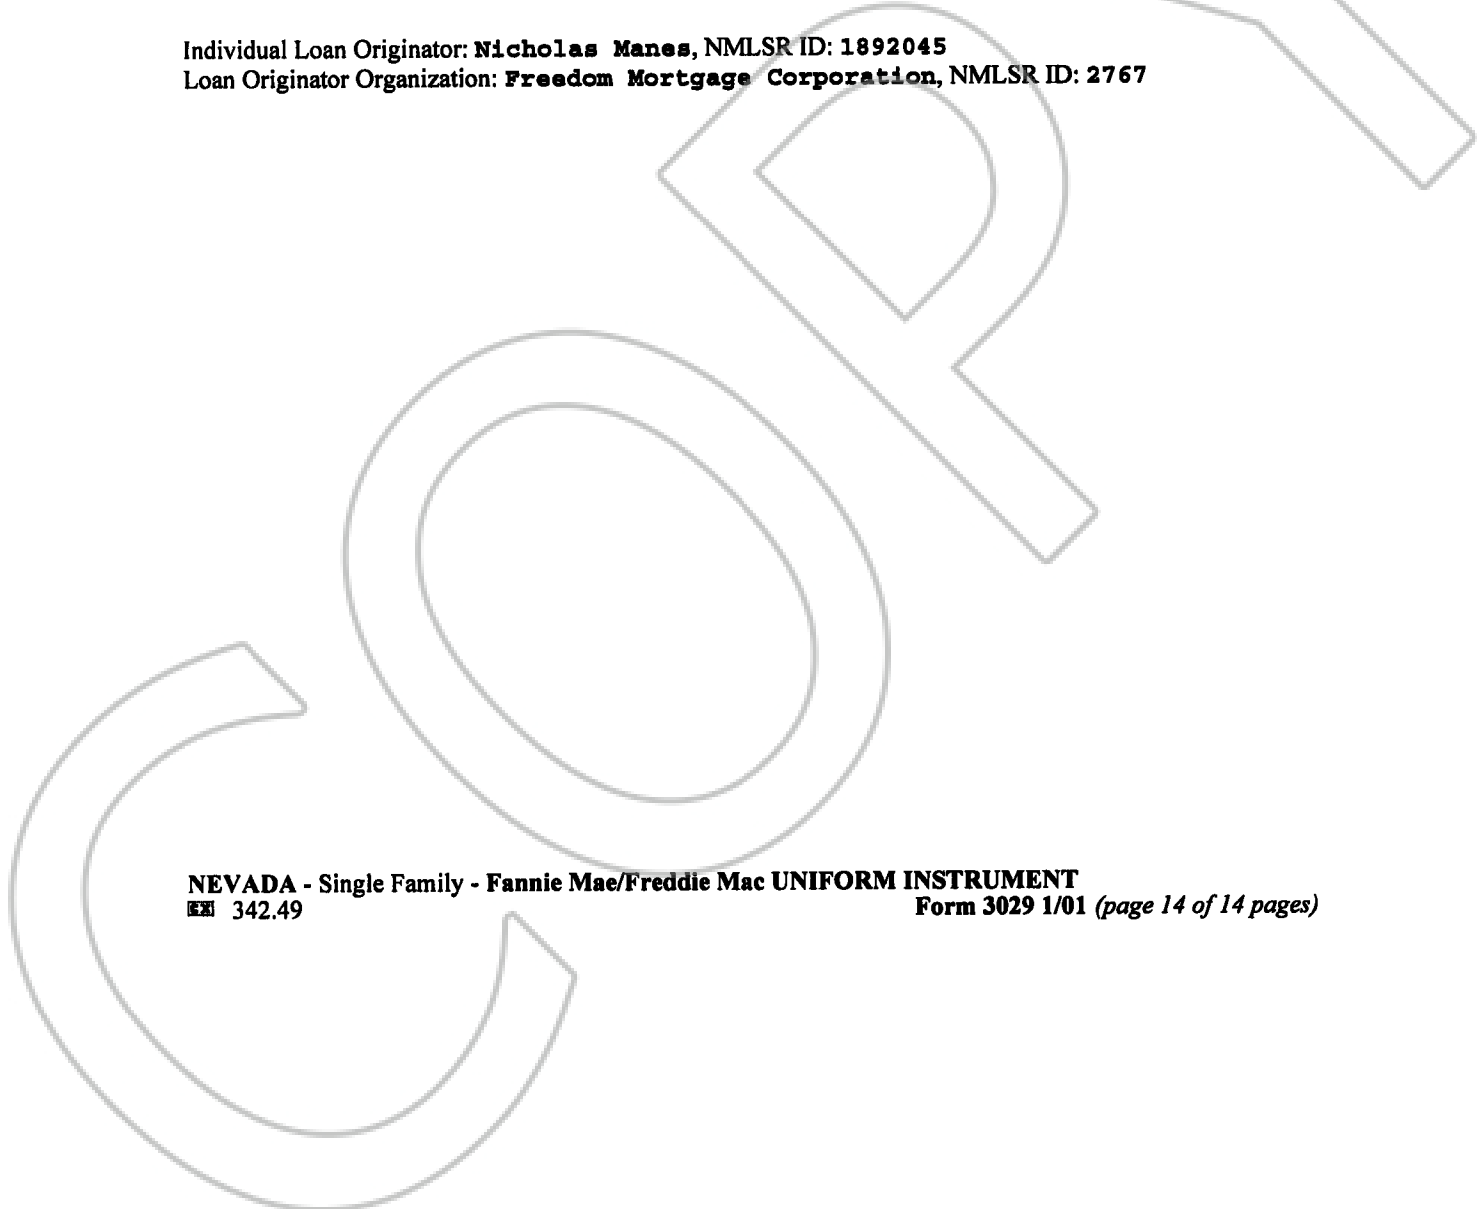 Individual Loan Originator: Nicholas Manes, NMLSR ID: 1892045
Loan Originator Organization: Freedom Mortgage Corporation, NMLSR ID: 2767
COPY
NEVADA - Single Family - Fannie Mae/Freddie Mac UNIFORM INSTRUMENT
342.49 Form 3029 1/01 (page 14 of 14 pages)